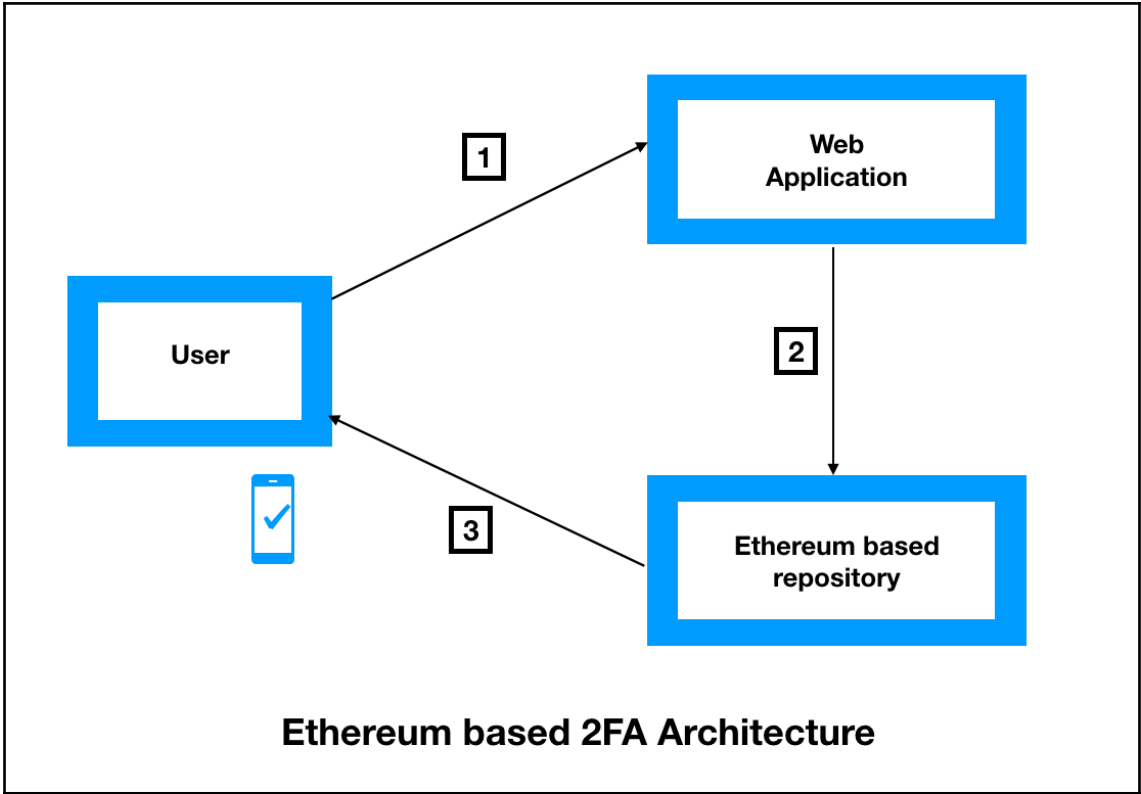 1
Web
Application
User
2
3
Ethereum based
repository
Ethereum based 2FA Architecture